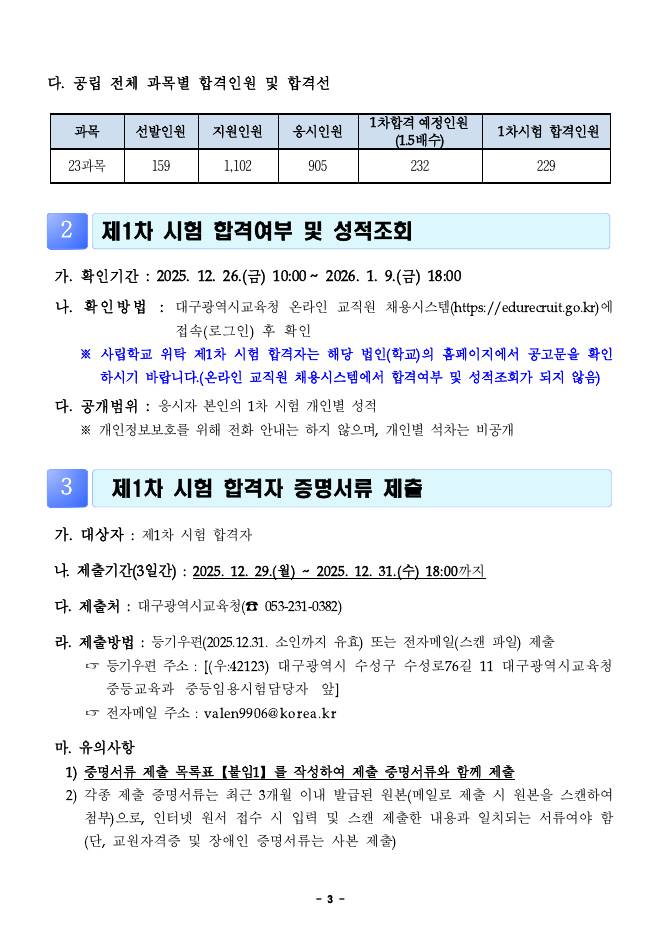 다. 공립 전체 과목별 합격인원 및 합격선
과목 선발인원 지원인원 응시인원 1차합격 예정인원 (1.5배수) 1차시험 합격인원
23과목 159 1,102 905 232 229
2 제1차 시험 합격여부 및 성적조회
가. 확인기간 : 2025. 12. 26.(금) 10:00 ~ 2026. 1. 9.(금) 18:00
나. 확인방법 : 대구광역시교육청 온라인 교직원 채용시스템(https://edurecruit.go.kr)에
접속(로그인) 후 확인
※ 사립학교 위탁 제1차 시험 합격자는 해당 법인(학교)의 홈페이지에서 공고문을 확인
하시기 바랍니다.(온라인 교직원 채용시스템에서 합격여부 및 성적조회가 되지 않음)
다. 공개범위 : 응시자 본인의 1차 시험 개인별 성적
※ 개인정보보호를 위해 전화 안내는 하지 않으며, 개인별 석차는 비공개
3 제1차 시험 합격자 증명서류 제출
가. 대상자 : 제1차 시험 합격자
나. 제출기간(3일간) : 2025. 12. 29.(월) ~ 2025. 12. 31.(수) 18:00까지
다. 제출처 : 대구광역시교육청(☎ 053-231-0382)
라. 제출방법 : 등기우편(2025.12.31. 소인까지 유효) 또는 전자메일(스캔 파일) 제출
☞ 등기우편 주소 : [(우:42123) 대구광역시 수성구 수성로76길 11 대구광역시교육청
중등교육과 중등임용시험담당자 앞]
☞ 전자메일 주소 : valen9906@korea.kr
마. 유의사항
1) 증명서류 제출 목록표【붙임1】를 작성하여 제출 증명서류와 함께 제출
2) 각종 제출 증명서류는 최근 3개월 이내 발급된 원본(메일로 제출 시 원본을 스캔하여
첨부)으로, 인터넷 원서 접수 시 입력 및 스캔 제출한 내용과 일치되는 서류여야 함
(단, 교원자격증 및 장애인 증명서류는 사본 제출)
- 3 -